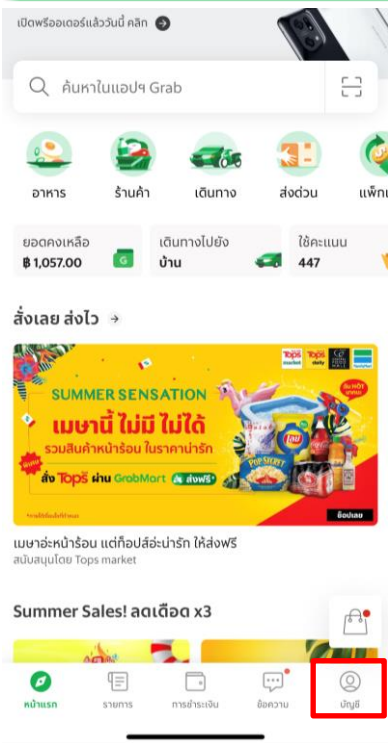 เปิดพรีออเดอร์แล้ววันนี้ คลิก
ค้นหาในแอปฯ Grab
อาหาร
ร้านค้า
เดินทาง
ส่งด่วน
แพ็กเ
ยอดคงเหลือ
฿ 1,057.00
G
เดินทางไปยัง
บ้าน
ใช้คะแนน
447
สั่งเลย ส่งไว
SUMMER SENSATION
เมษานี้ ไม่มี ไม่ได้
รวมสินค้าหน้าร้อน ในราคาน่ารัก
สั่ง Tops ผ่าน GrabMart ส่งฟรี*
Tops market
Tops daily
FamilyMart
Lay's
POP SECRET
ช็อปเลย
เมษาอ่ะหน้าร้อน แต่ท็อปส์อ่ะน่ารัก ให้ส่งฟรี
สนับสนุนโดย Tops market
Summer Sales! ลดเดือด x3
หน้าแรก
รายการ
การชำระเงิน
ข้อความ
บัญชี